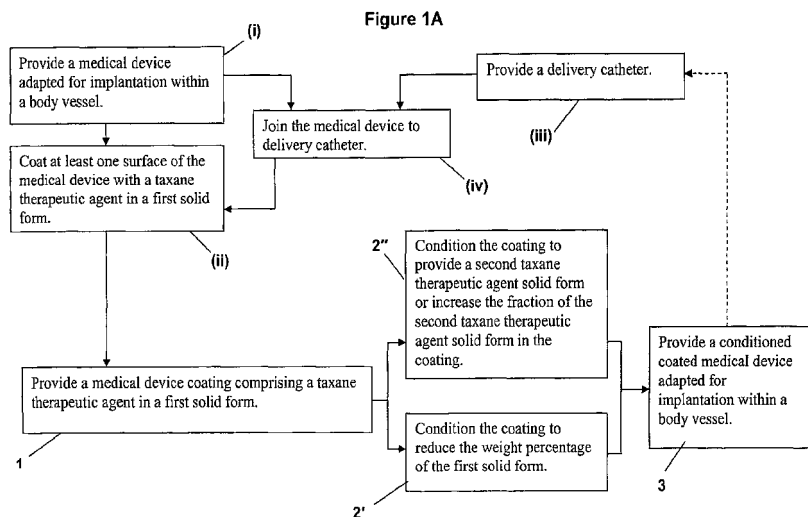 Figure 1A
(i)
Provide a medical device
adapted for implantation within
a body vessel.
Provide a delivery catheter.
(iii)
Join the medical device to
delivery catheter.
(iv)
Coat at least one surface of the
medical device with a taxane
therapeutic agent in a first solid
form.
(ii)
2″
Condition the coating to
provide a second taxane
therapeutic agent solid form
or increase the fraction of the
second taxane therapeutic
agent solid form in the
coating.
Provide a medical device coating comprising a taxane
therapeutic agent in a first solid form.
1
Condition the coating to
reduce the weight percentage
of the first solid form.
2′
Provide a conditioned
coated medical device
adapted for
implantation within a
body vessel.
3